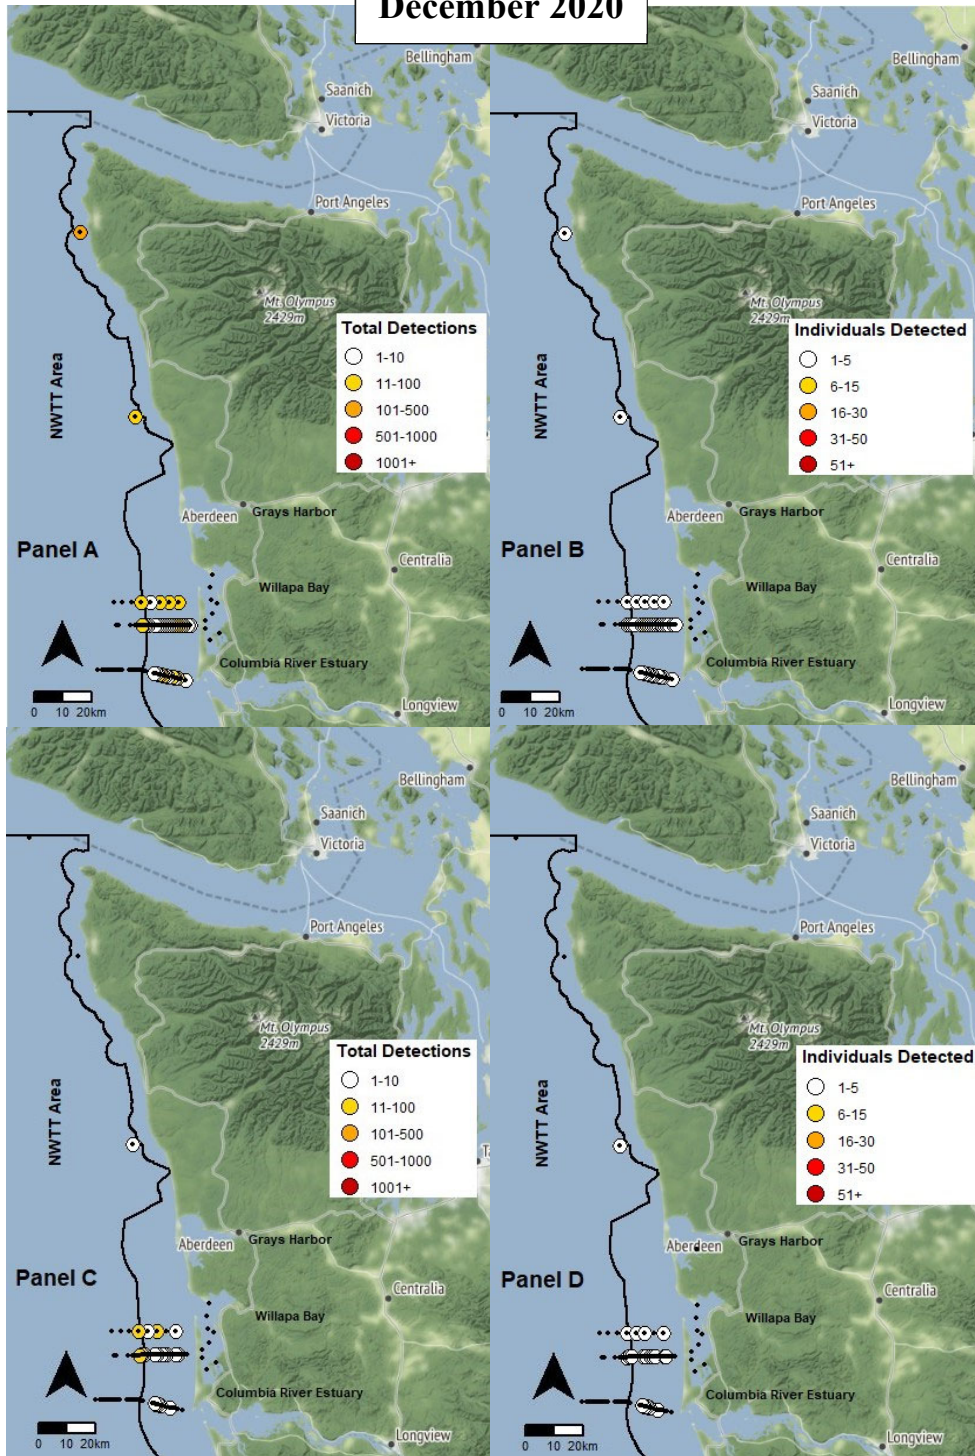 December 2020
Bellingham
Saanich
Victoria
Port Angeles
Mt. Olympus
2429m
Total Detections
1-10
11-100
101-500
501-1000
1001+
NWTT Area
Aberdeen
Grays Harbor
Panel A
Centralia
Willapa Bay
Columbia River Estuary
0 10 20km
Longview
Bellingham
Saanich
Victoria
Port Angeles
Mt. Olympus
2429m
Individuals Detected
1-5
6-15
16-30
31-50
51+
NWTT Area
Aberdeen
Grays Harbor
Panel B
Centralia
Willapa Bay
Columbia River Estuary
0 10 20km
Longview
Bellingham
Saanich
Victoria
Port Angeles
Mt. Olympus
2429m
Total Detections
1-10
11-100
101-500
501-1000
1001+
NWTT Area
Aberdeen
Grays Harbor
Panel C
Centralia
Willapa Bay
Columbia River Estuary
0 10 20km
Longview
Bellingham
Saanich
Victoria
Port Angeles
Mt. Olympus
2429m
Individuals Detected
1-5
6-15
16-30
31-50
51+
NWTT Area
Aberdeen
Grays Harbor
Panel D
Centralia
Willapa Bay
Columbia River Estuary
0 10 20km
Longview